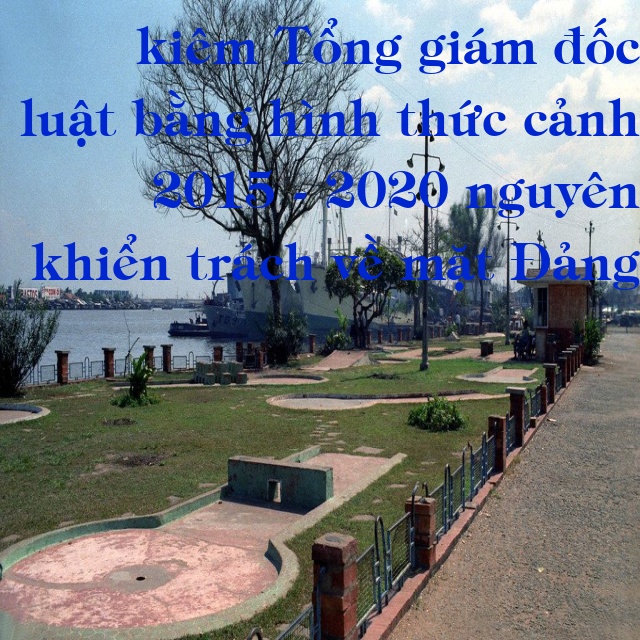 kiêm Tổng giám đốc
luật bằng hình thức cảnh
2015 - 2020 nguyên
khiển trách về mặt Đảng